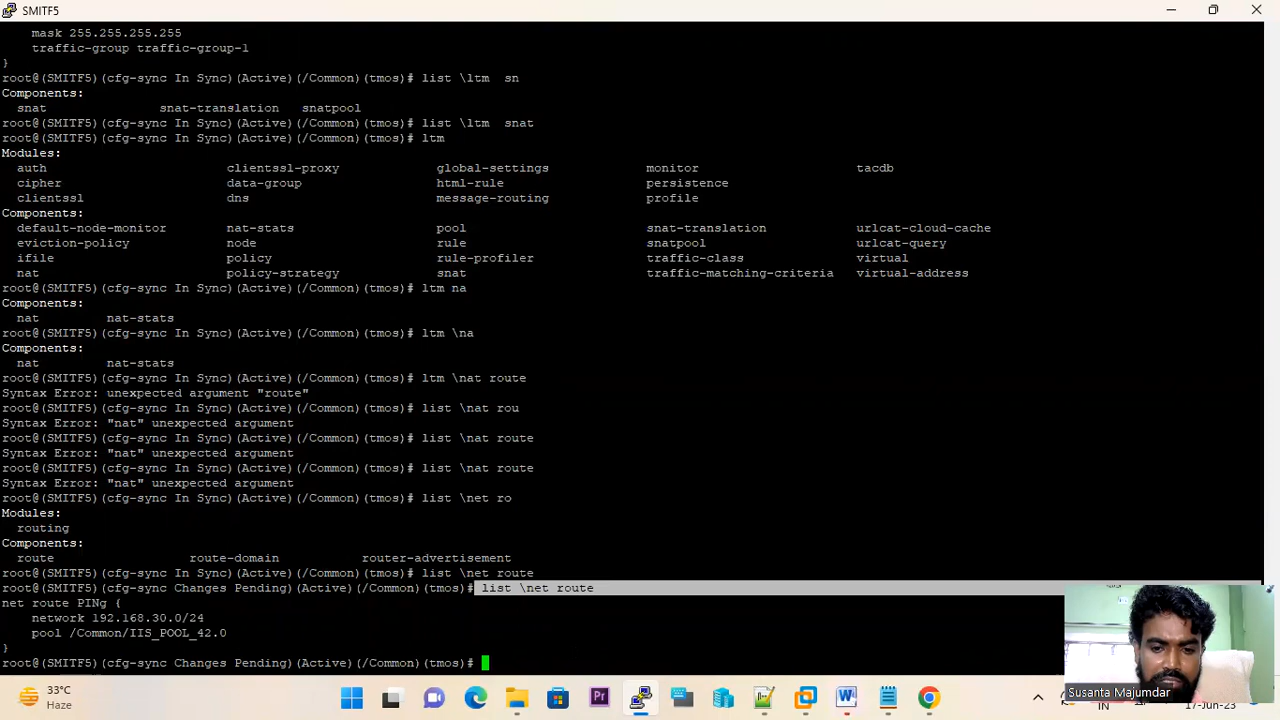 SMITF5
mask 255.255.255.255
traffic-group traffic-group-1
}
root@(SMITF5)(cfg-sync In Sync)(Active)(/Common)(tmos)# list \ltm  sn
Components:
snat snat-translation snatpool
root@(SMITF5)(cfg-sync In Sync)(Active)(/Common)(tmos)# list \ltm  snat
root@(SMITF5)(cfg-sync In Sync)(Active)(/Common)(tmos)# ltm
Modules:
auth clientssl-proxy global-settings monitor tacdb
cipher data-group html-rule persistence
clientssl dns message-routing profile
Components:
default-node-monitor nat-stats pool snat-translation urlcat-cloud-cache
eviction-policy node rule snatpool urlcat-query
ifile policy rule-profiler traffic-class virtual
nat policy-strategy snat traffic-matching-criteria virtual-address
root@(SMITF5)(cfg-sync In Sync)(Active)(/Common)(tmos)# ltm na
Components:
nat nat-stats
root@(SMITF5)(cfg-sync In Sync)(Active)(/Common)(tmos)# ltm \na
Components:
nat nat-stats
root@(SMITF5)(cfg-sync In Sync)(Active)(/Common)(tmos)# ltm \nat route
Syntax Error: unexpected argument "route"
root@(SMITF5)(cfg-sync In Sync)(Active)(/Common)(tmos)# list \nat rou
Syntax Error: "nat" unexpected argument
root@(SMITF5)(cfg-sync In Sync)(Active)(/Common)(tmos)# list \nat route
Syntax Error: "nat" unexpected argument
root@(SMITF5)(cfg-sync In Sync)(Active)(/Common)(tmos)# list \nat route
Syntax Error: "nat" unexpected argument
root@(SMITF5)(cfg-sync In Sync)(Active)(/Common)(tmos)# list \net ro
Modules:
routing
Components:
route route-domain router-advertisement
root@(SMITF5)(cfg-sync In Sync)(Active)(/Common)(tmos)# list \net route
root@(SMITF5)(cfg-sync Changes Pending)(Active)(/Common)(tmos)# list \net route
net route PINg {
network 192.168.30.0/24
pool /Common/IIS_POOL_42.0
}
root@(SMITF5)(cfg-sync Changes Pending)(Active)(/Common)(tmos)#
Susanta Majumdar
33°C
Haze
Pr
W
IN
17-Jun-23